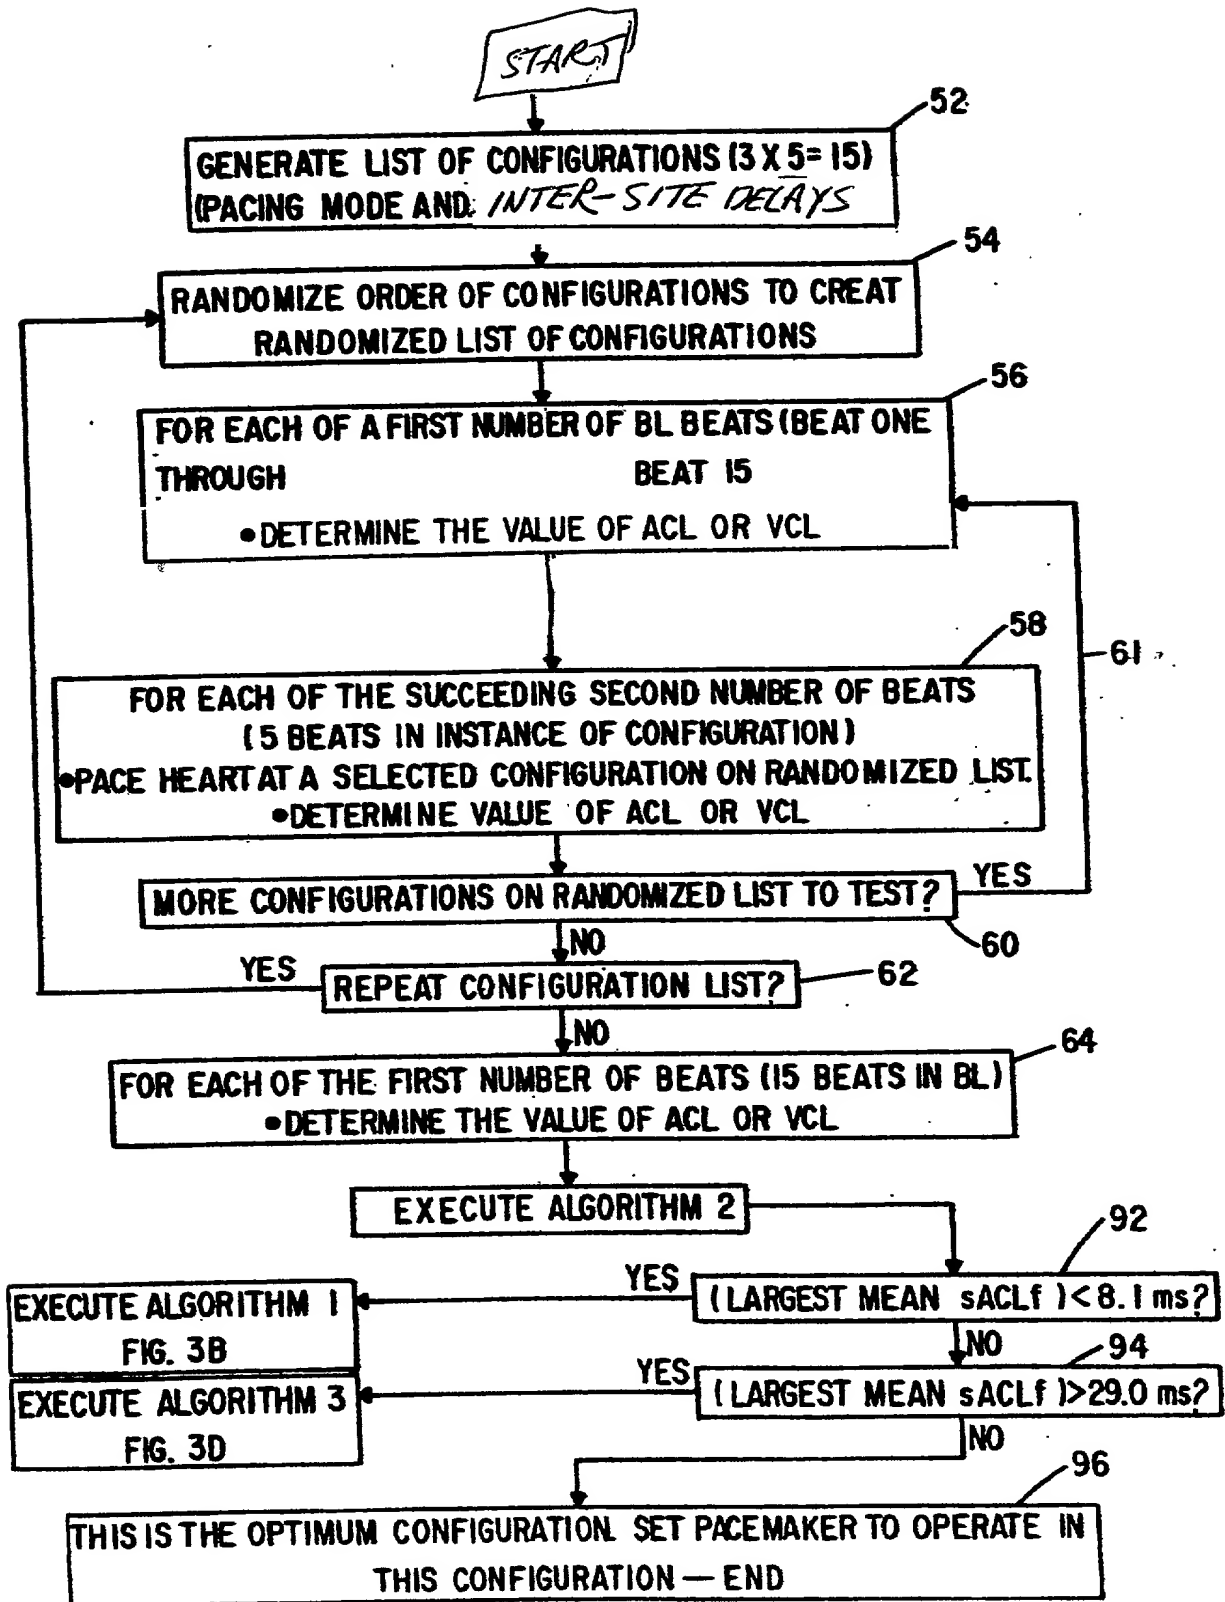 START
52
GENERATE LIST OF CONFIGURATIONS (3 X 5 = 15)
(PACING MODE AND INTER-SITE DELAYS
54
RANDOMIZE ORDER OF CONFIGURATIONS TO CREAT
RANDOMIZED LIST OF CONFIGURATIONS
56
FOR EACH OF A FIRST NUMBER OF BL BEATS (BEAT ONE
THROUGH BEAT 15
•DETERMINE THE VALUE OF ACL OR VCL
58
61
FOR EACH OF THE SUCCEEDING SECOND NUMBER OF BEATS
(5 BEATS IN INSTANCE OF CONFIGURATION)
•PACE HEART AT A SELECTED CONFIGURATION ON RANDOMIZED LIST.
•DETERMINE VALUE OF ACL OR VCL
MORE CONFIGURATIONS ON RANDOMIZED LIST TO TEST?
YES
60
NO
YES
REPEAT CONFIGURATION LIST?
62
NO
64
FOR EACH OF THE FIRST NUMBER OF BEATS (15 BEATS IN BL)
•DETERMINE THE VALUE OF ACL OR VCL
EXECUTE ALGORITHM 2
92
YES
(LARGEST MEAN sACLf )<8.1 ms?
EXECUTE ALGORITHM 1
FIG. 3B
NO
94
YES
(LARGEST MEAN sACLf )>29.0 ms?
EXECUTE ALGORITHM 3
FIG. 3D
NO
96
THIS IS THE OPTIMUM CONFIGURATION SET PACEMAKER TO OPERATE IN
THIS CONFIGURATION — END